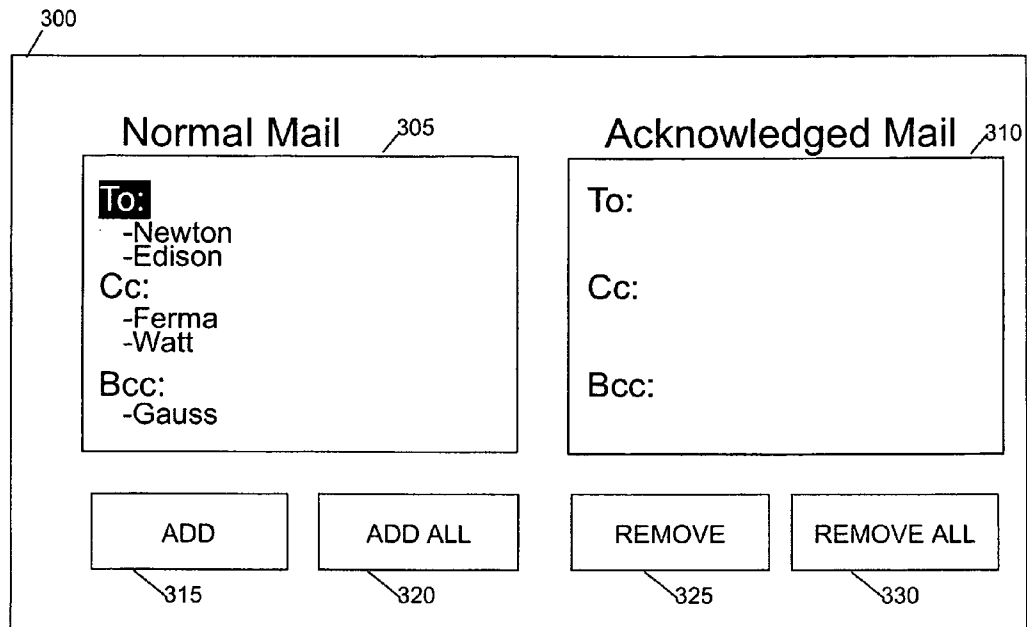 300
Normal Mail
305
Acknowledged Mail
310
To:
-Newton
-Edison
Cc:
-Ferma
-Watt
Bcc:
-Gauss
To:
Cc:
Bcc:
ADD
ADD ALL
REMOVE
REMOVE ALL
315
320
325
330